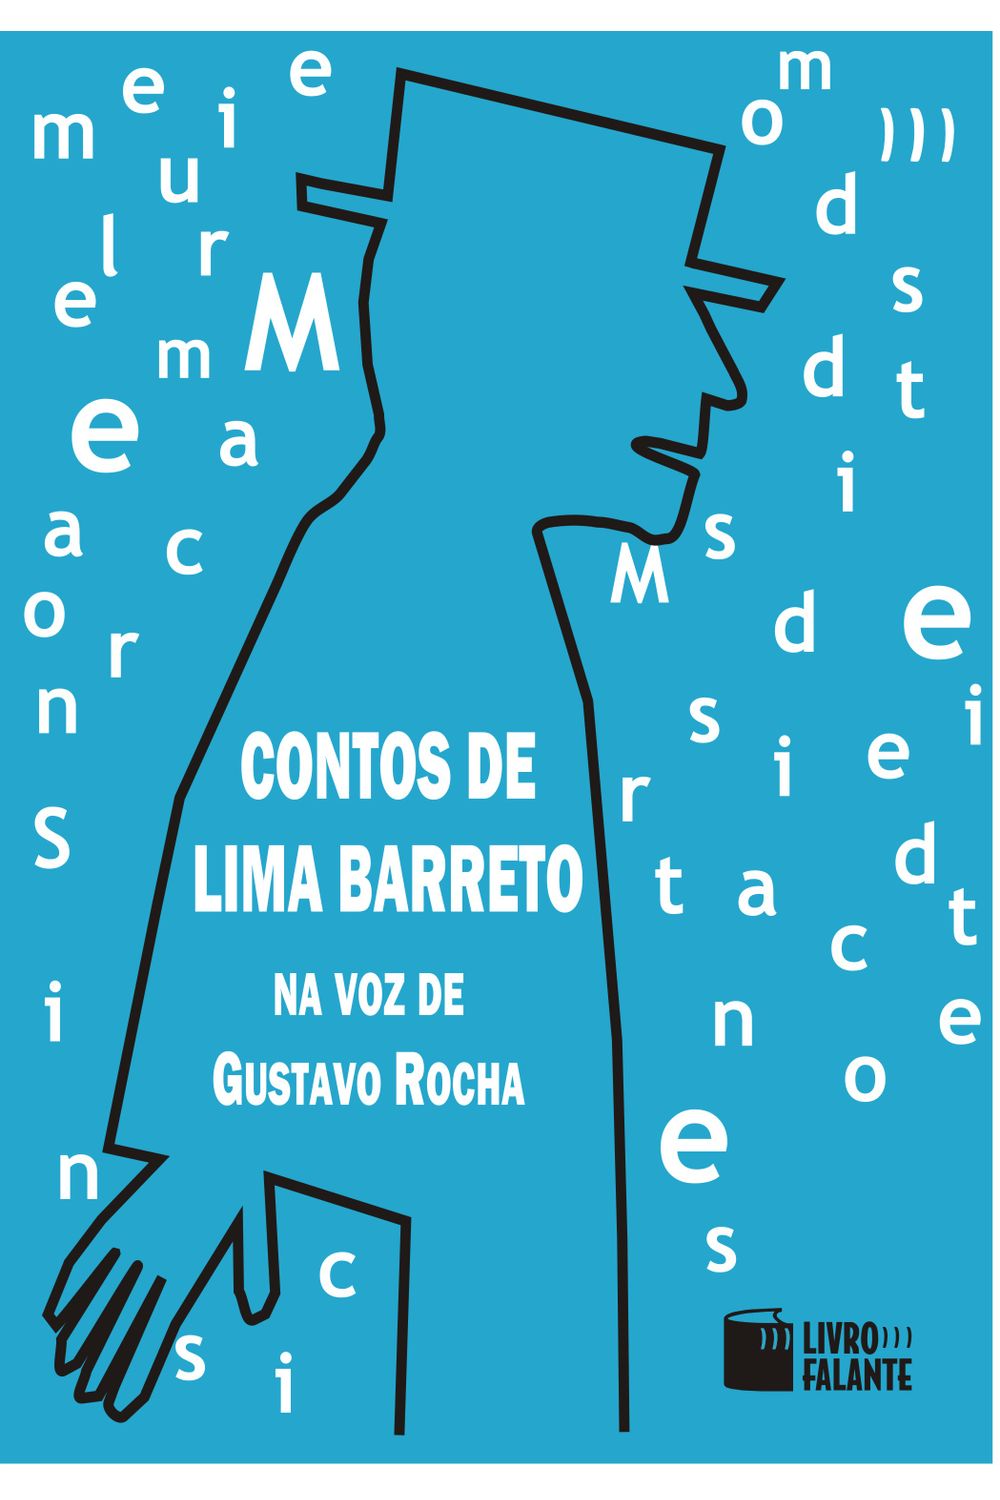 m e i e
u
l r
e m M
e a
a c
o r
n
S
i
n
c
s i
m
o )))
d
s
d t
i
M s
d e
s i e i
r
t a d t
c
n e
o
e
s
CONTOS DE
LIMA BARRETO
NA VOZ DE
GUSTAVO ROCHA
LIVRO)))
FALANTE